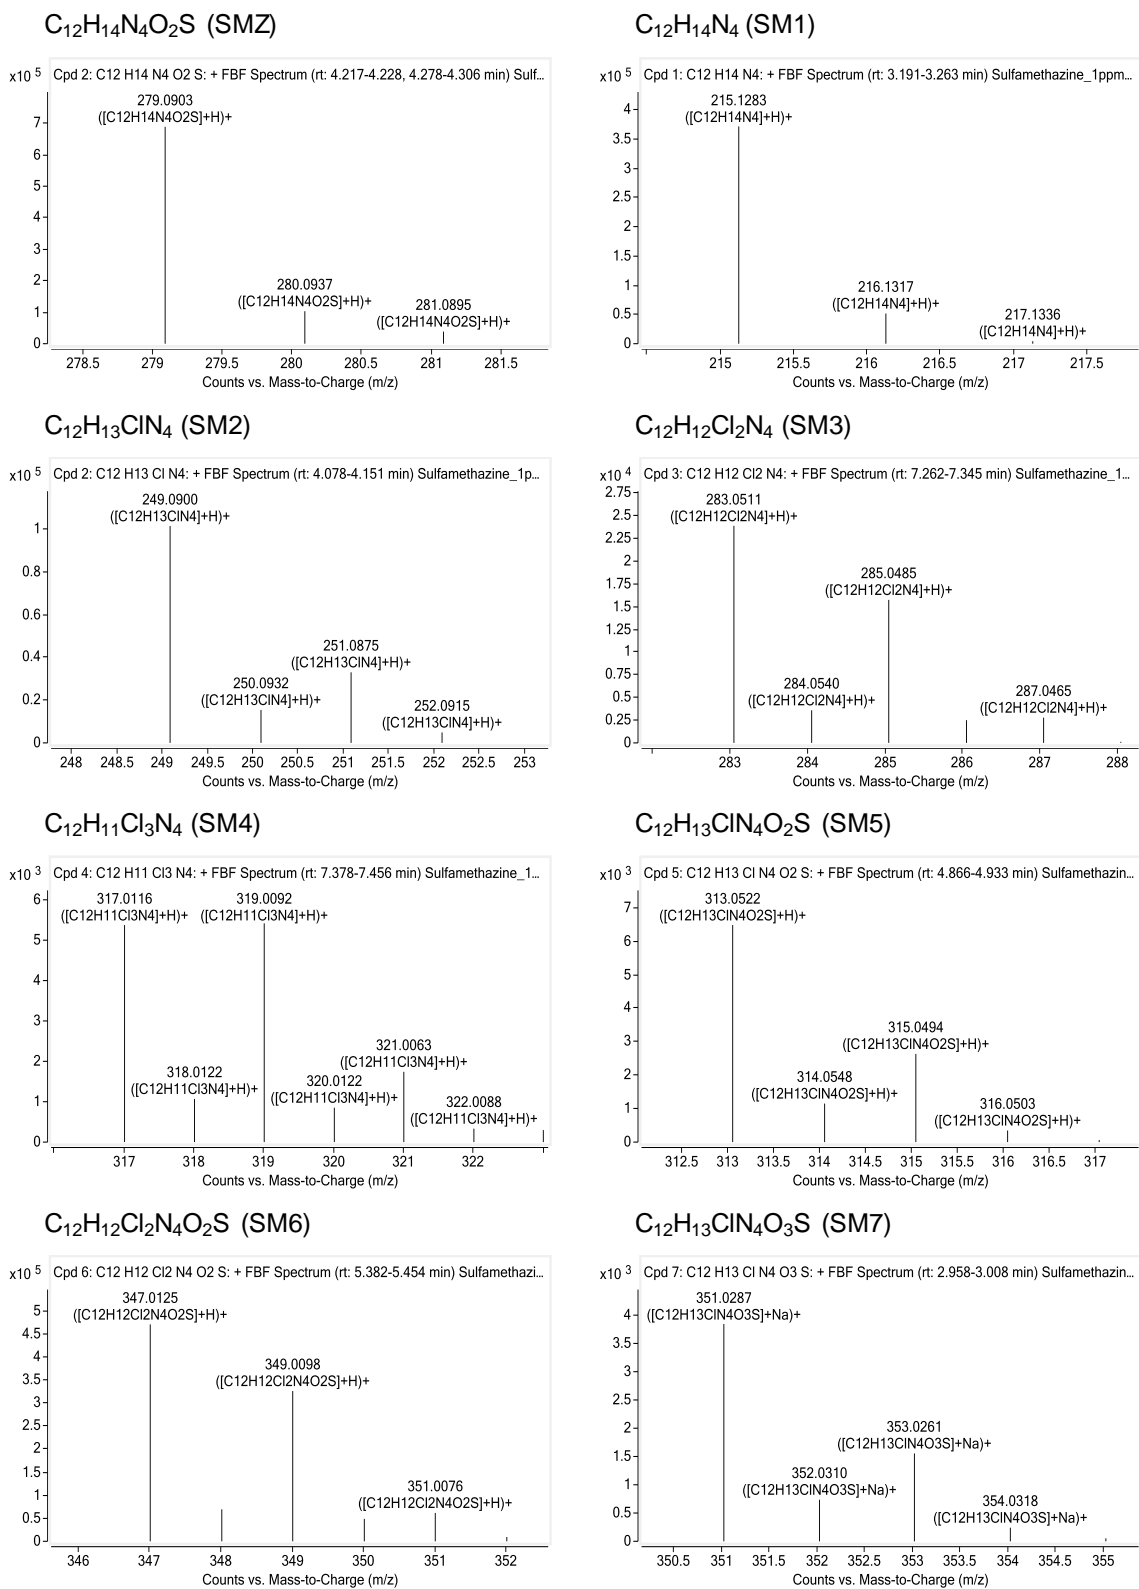 C₁₂H₁₄N₄O₂S (SMZ)
x10 ⁵ Cpd 2: C12 H14 N4 O2 S: + FBF Spectrum (rt: 4.217-4.228, 4.278-4.306 min) Sulf...
279.0903
([C12H14N4O2S]+H)+
280.0937
([C12H14N4O2S]+H)+
281.0895
([C12H14N4O2S]+H)+
7
6
5
4
3
2
1
0
278.5 279 279.5 280 280.5 281 281.5
Counts vs. Mass-to-Charge (m/z)
C₁₂H₁₄N₄ (SM1)
x10 ⁵ Cpd 1: C12 H14 N4: + FBF Spectrum (rt: 3.191-3.263 min) Sulfamethazine_1ppm...
215.1283
([C12H14N4]+H)+
216.1317
([C12H14N4]+H)+
217.1336
([C12H14N4]+H)+
4
3.5
3
2.5
2
1.5
1
0.5
0
215 215.5 216 216.5 217 217.5
Counts vs. Mass-to-Charge (m/z)
C₁₂H₁₃ClN₄ (SM2)
x10 ⁵ Cpd 2: C12 H13 Cl N4: + FBF Spectrum (rt: 4.078-4.151 min) Sulfamethazine_1p...
249.0900
([C12H13ClN4]+H)+
250.0932
([C12H13ClN4]+H)+
251.0875
([C12H13ClN4]+H)+
252.0915
([C12H13ClN4]+H)+
1
0.8
0.6
0.4
0.2
0
248 248.5 249 249.5 250 250.5 251 251.5 252 252.5 253
Counts vs. Mass-to-Charge (m/z)
C₁₂H₁₂Cl₂N₄ (SM3)
x10 ⁴ Cpd 3: C12 H12 Cl2 N4: + FBF Spectrum (rt: 7.262-7.345 min) Sulfamethazine_1...
283.0511
([C12H12Cl2N4]+H)+
284.0540
([C12H12Cl2N4]+H)+
285.0485
([C12H12Cl2N4]+H)+
287.0465
([C12H12Cl2N4]+H)+
2.75
2.5
2.25
2
1.75
1.5
1.25
1
0.75
0.5
0.25
0
283 284 285 286 287 288
Counts vs. Mass-to-Charge (m/z)
C₁₂H₁₁Cl₃N₄ (SM4)
x10 ³ Cpd 4: C12 H11 Cl3 N4: + FBF Spectrum (rt: 7.378-7.456 min) Sulfamethazine_1...
317.0116
([C12H11Cl3N4]+H)+
318.0122
([C12H11Cl3N4]+H)+
319.0092
([C12H11Cl3N4]+H)+
320.0122
([C12H11Cl3N4]+H)+
321.0063
([C12H11Cl3N4]+H)+
322.0088
([C12H11Cl3N4]+H)+
6
5
4
3
2
1
0
317 318 319 320 321 322
Counts vs. Mass-to-Charge (m/z)
C₁₂H₁₃ClN₄O₂S (SM5)
x10 ³ Cpd 5: C12 H13 Cl N4 O2 S: + FBF Spectrum (rt: 4.866-4.933 min) Sulfamethazin...
313.0522
([C12H13ClN4O2S]+H)+
314.0548
([C12H13ClN4O2S]+H)+
315.0494
([C12H13ClN4O2S]+H)+
316.0503
([C12H13ClN4O2S]+H)+
7
6
5
4
3
2
1
0
312.5 313 313.5 314 314.5 315 315.5 316 316.5 317
Counts vs. Mass-to-Charge (m/z)
C₁₂H₁₂Cl₂N₄O₂S (SM6)
x10 ⁵ Cpd 6: C12 H12 Cl2 N4 O2 S: + FBF Spectrum (rt: 5.382-5.454 min) Sulfamethazi...
347.0125
([C12H12Cl2N4O2S]+H)+
349.0098
([C12H12Cl2N4O2S]+H)+
351.0076
([C12H12Cl2N4O2S]+H)+
5
4.5
4
3.5
3
2.5
2
1.5
1
0.5
0
346 347 348 349 350 351 352
Counts vs. Mass-to-Charge (m/z)
C₁₂H₁₃ClN₄O₃S (SM7)
x10 ³ Cpd 7: C12 H13 Cl N4 O3 S: + FBF Spectrum (rt: 2.958-3.008 min) Sulfamethazin...
351.0287
([C12H13ClN4O3S]+Na)+
352.0310
([C12H13ClN4O3S]+Na)+
353.0261
([C12H13ClN4O3S]+Na)+
354.0318
([C12H13ClN4O3S]+Na)+
4
3.5
3
2.5
2
1.5
1
0.5
0
350.5 351 351.5 352 352.5 353 353.5 354 354.5 355
Counts vs. Mass-to-Charge (m/z)